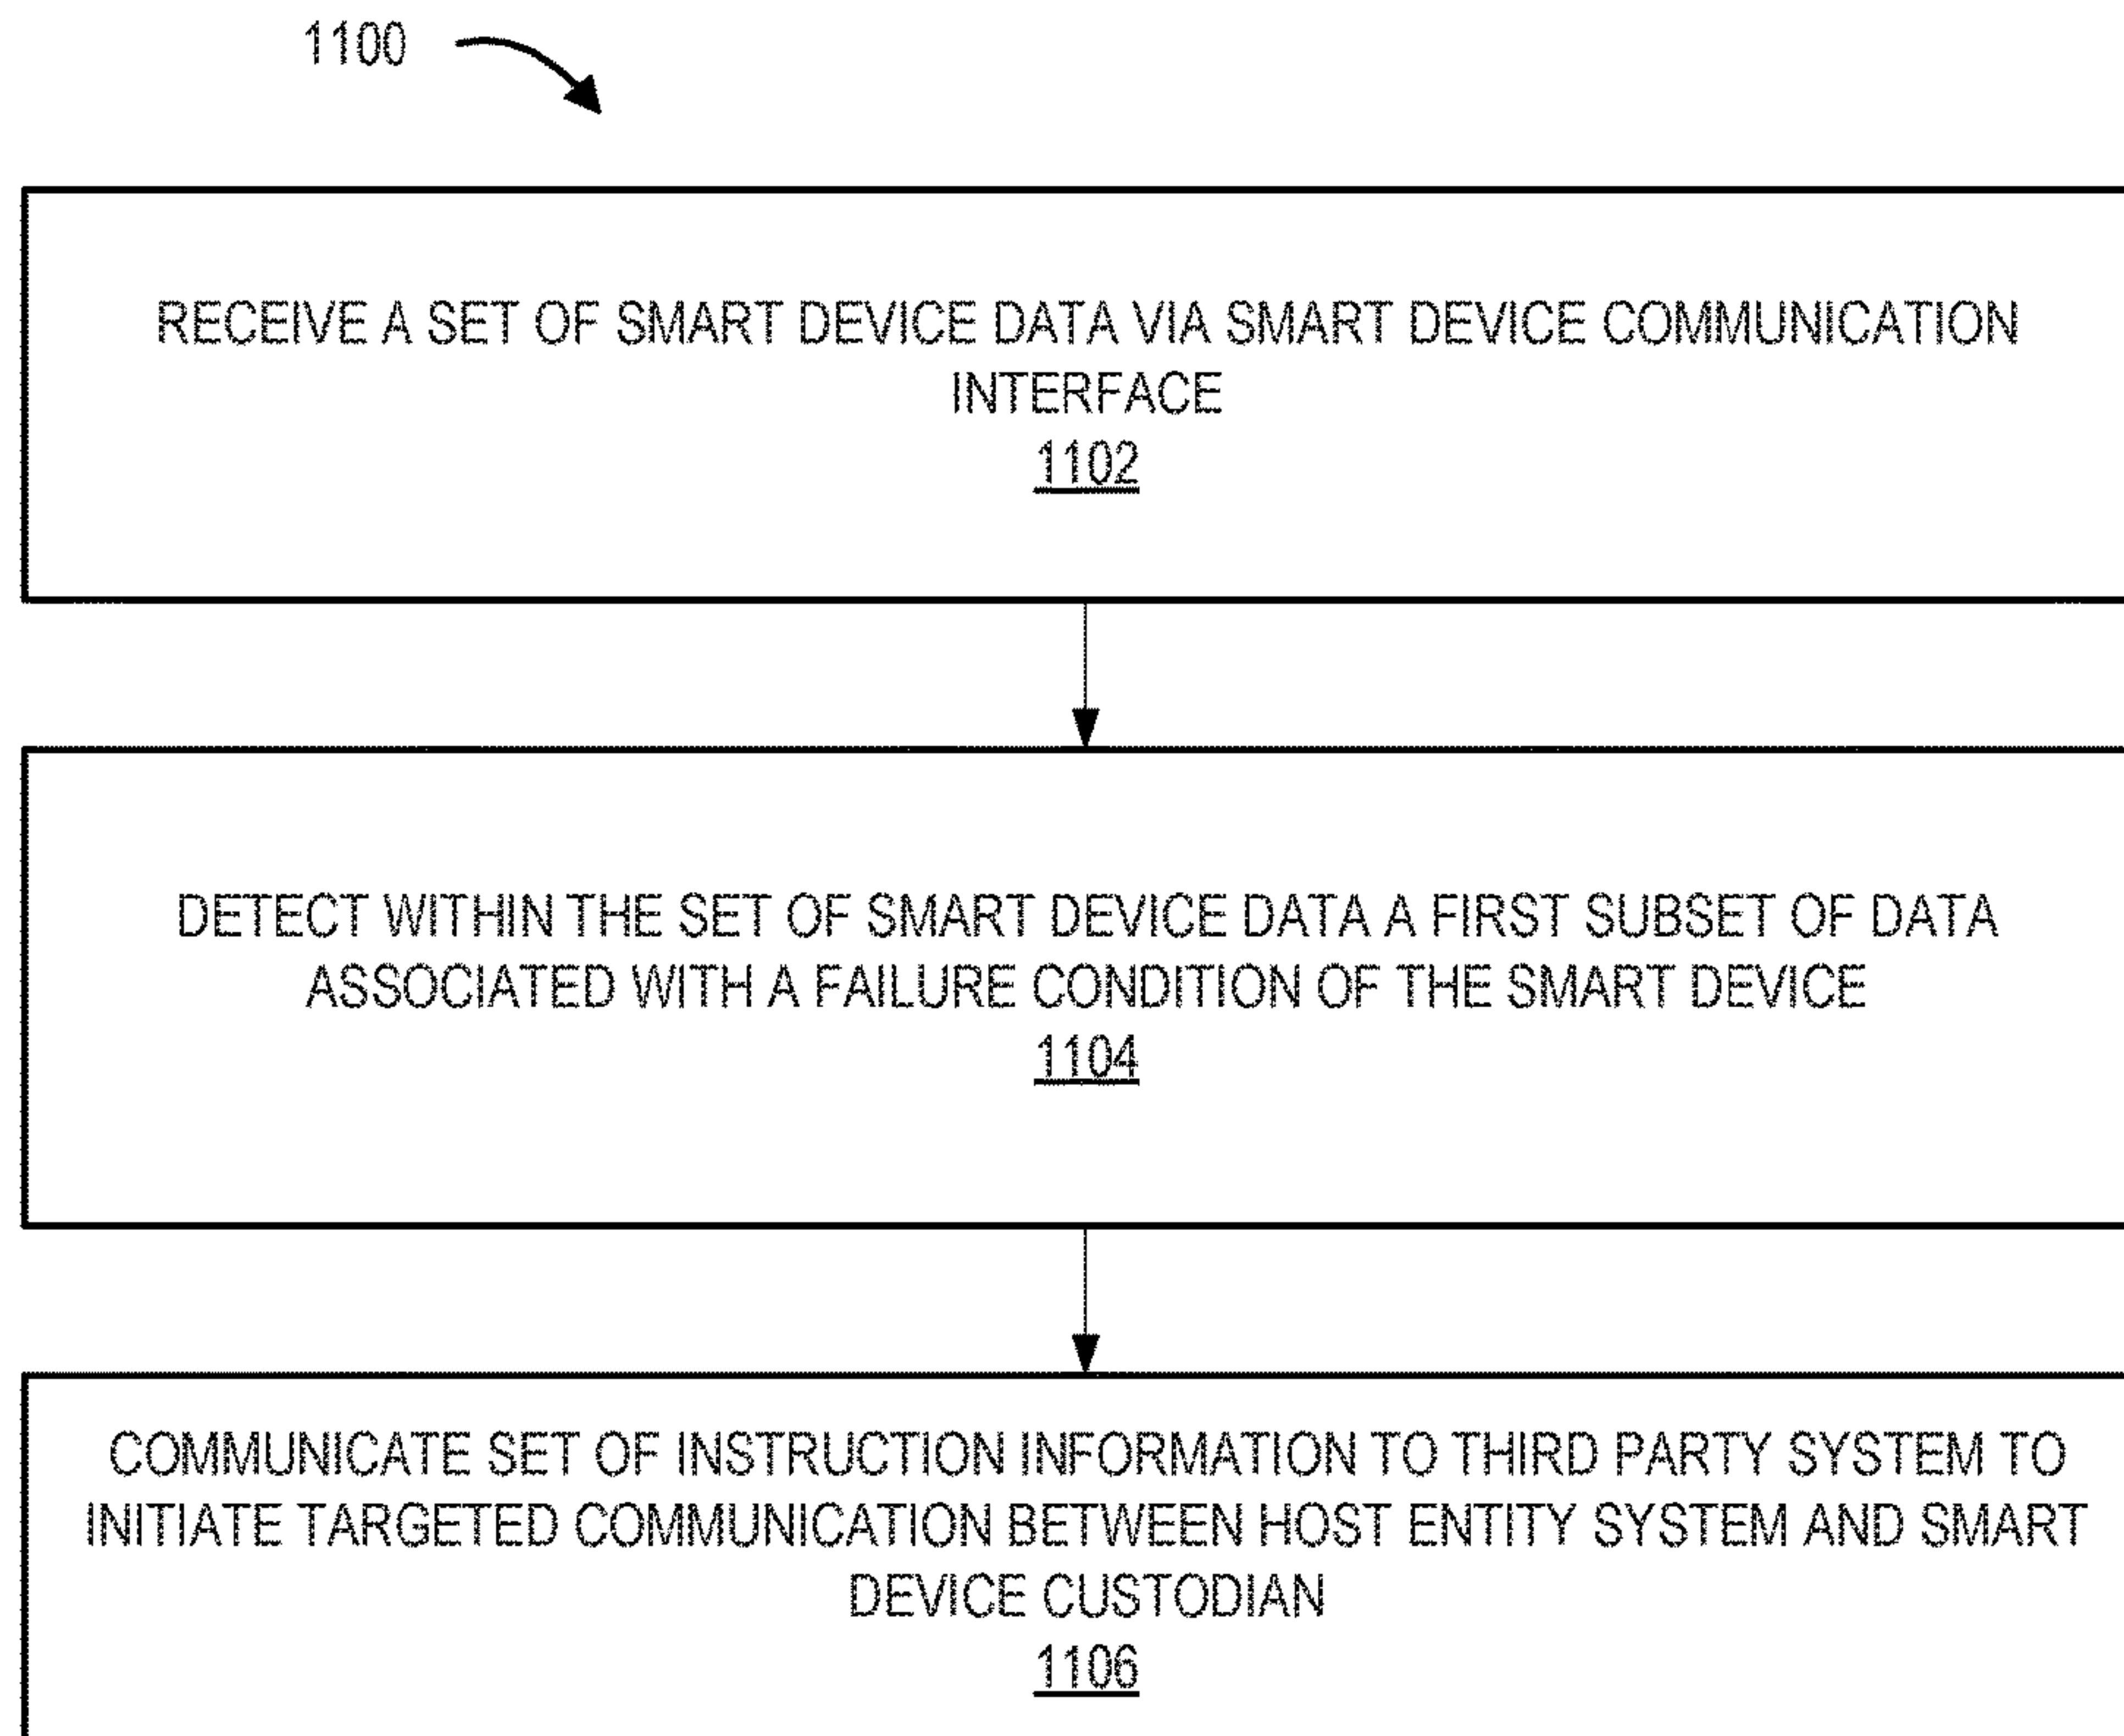 1100
RECEIVE A SET OF SMART DEVICE DATA VIA SMART DEVICE COMMUNICATION
INTERFACE
1102
DETECT WITHIN THE SET OF SMART DEVICE DATA A FIRST SUBSET OF DATA
ASSOCIATED WITH A FAILURE CONDITION OF THE SMART DEVICE
1104
COMMUNICATE SET OF INSTRUCTION INFORMATION TO THIRD PARTY SYSTEM TO
INITIATE TARGETED COMMUNICATION BETWEEN HOST ENTITY SYSTEM AND SMART
DEVICE CUSTODIAN
1106